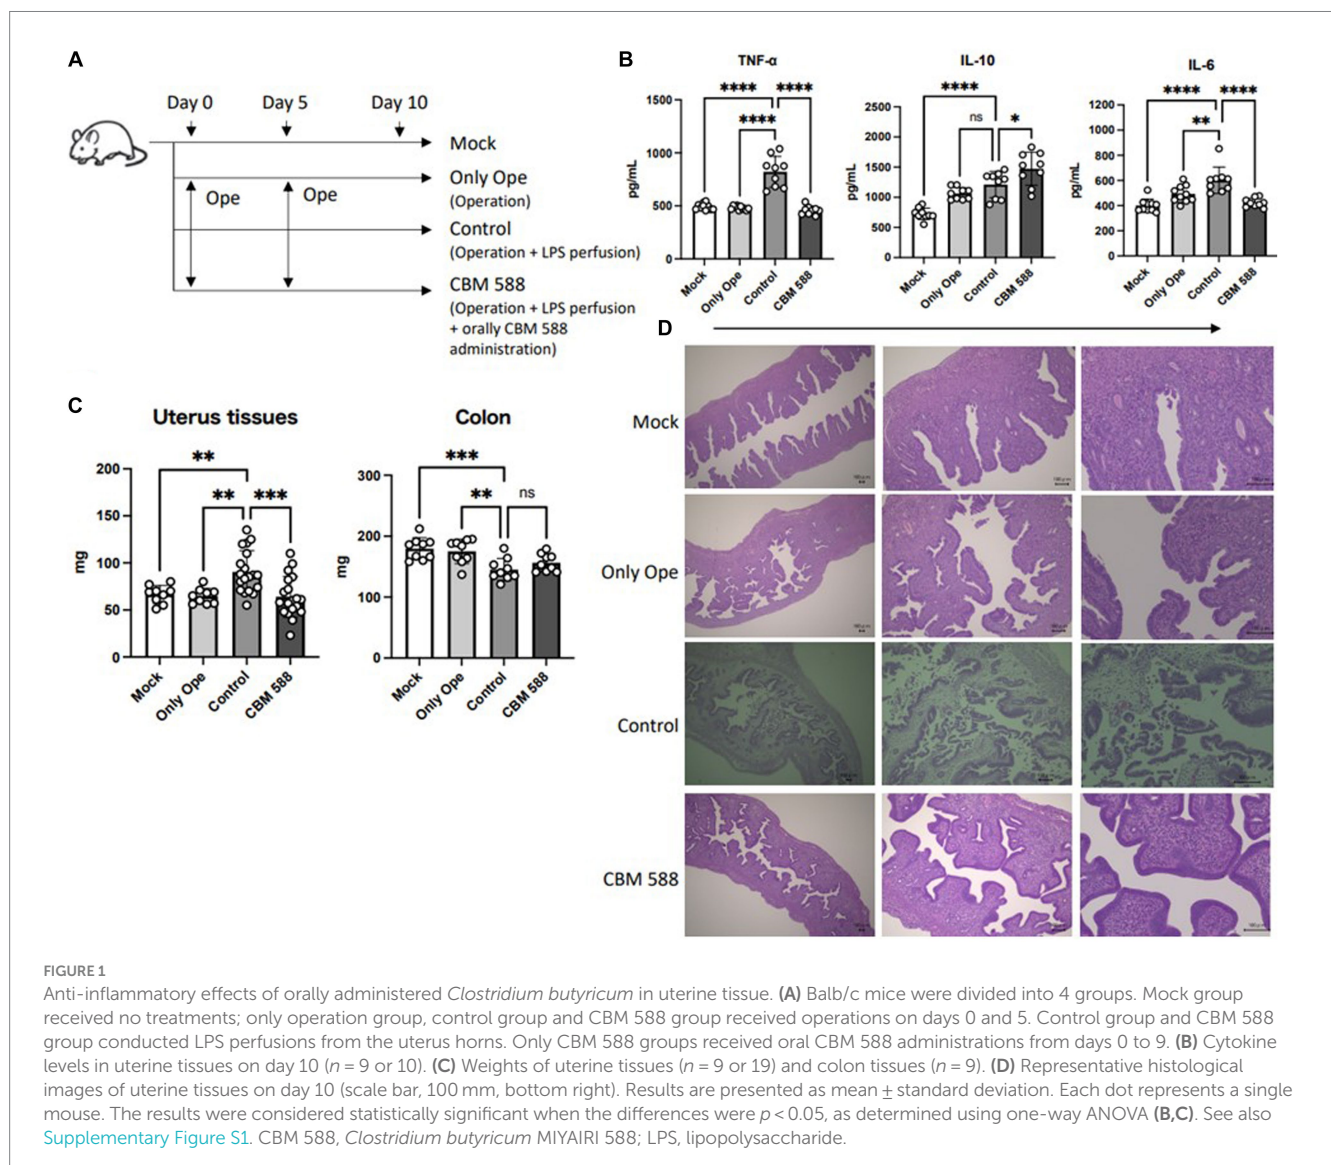 A
Day 0
Day 5
Day 10
Mock
Only Ope
(Operation)
Ope
Ope
Control
(Operation + LPS perfusion)
CBM 588
(Operation + LPS perfusion
+ orally CBM 588
administration)
B
TNF-α
**** ****
****
1500
1000
500
0
pg/mL
Mock
Only Ope
Control
CBM 588
IL-10
****
ns *
2500
2000
1500
1000
500
0
pg/mL
Mock
Only Ope
Control
CBM 588
IL-6
**** ****
**
1200
1000
800
600
400
200
0
pg/mL
Mock
Only Ope
Control
CBM 588
C
Uterus tissues
**
** ***
200
150
100
50
0
mg
Mock
Only Ope
Control
CBM 588
Colon
***
** ns
300
200
100
0
mg
Mock
Only Ope
Control
CBM 588
D
Mock
Only Ope
Control
CBM 588
FIGURE 1
Anti-inflammatory effects of orally administered Clostridium butyricum in uterine tissue. (A) Balb/c mice were divided into 4 groups. Mock group
received no treatments; only operation group, control group and CBM 588 group received operations on days 0 and 5. Control group and CBM 588
group conducted LPS perfusions from the uterus horns. Only CBM 588 groups received oral CBM 588 administrations from days 0 to 9. (B) Cytokine
levels in uterine tissues on day 10 (n = 9 or 10). (C) Weights of uterine tissues (n = 9 or 19) and colon tissues (n = 9). (D) Representative histological
images of uterine tissues on day 10 (scale bar, 100 mm, bottom right). Results are presented as mean ± standard deviation. Each dot represents a single
mouse. The results were considered statistically significant when the differences were p < 0.05, as determined using one-way ANOVA (B,C). See also
Supplementary Figure S1. CBM 588, Clostridium butyricum MIYAIRI 588; LPS, lipopolysaccharide.